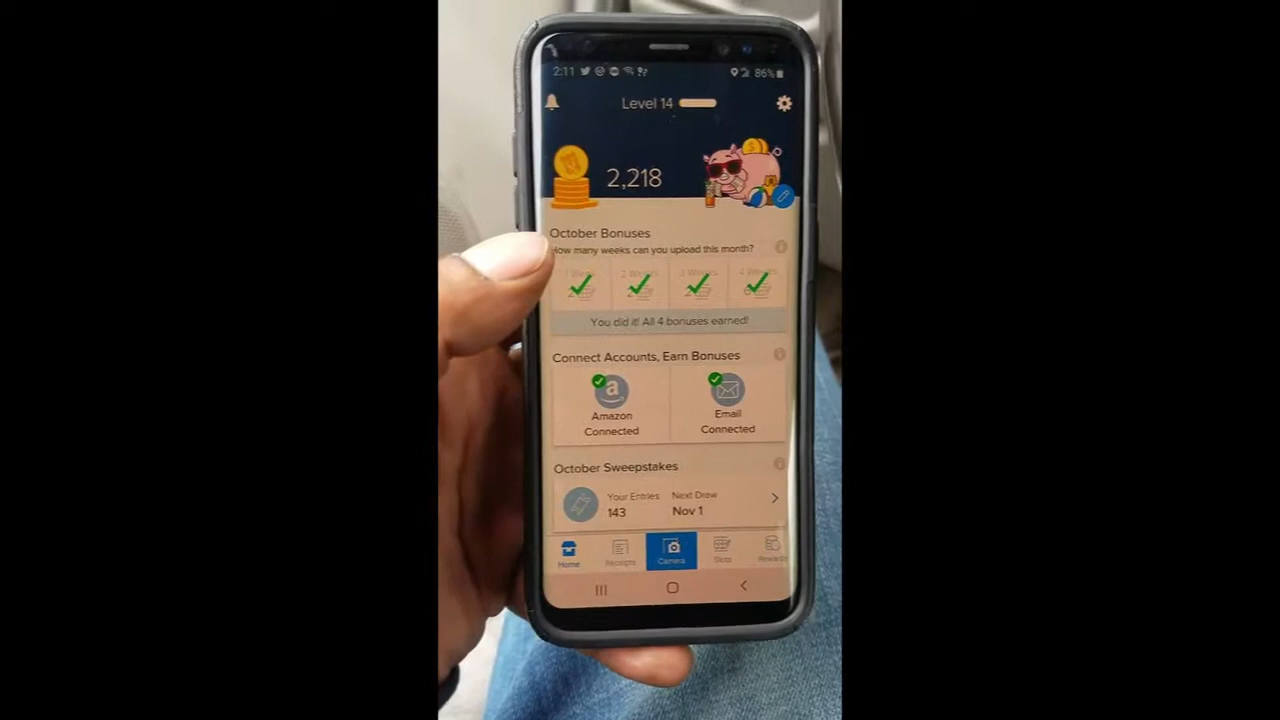 2:11
86%
Level 14
2,218
October Bonuses
How many weeks can you upload this month?
1 Week
2 Weeks
3 Weeks
4 Weeks
You did it! All 4 bonuses earned!
Connect Accounts, Earn Bonuses
Amazon
Connected
Email
Connected
October Sweepstakes
Your Entries
Next Draw
143
Nov 1
Home
Receipts
Camera
Slots
Rewards